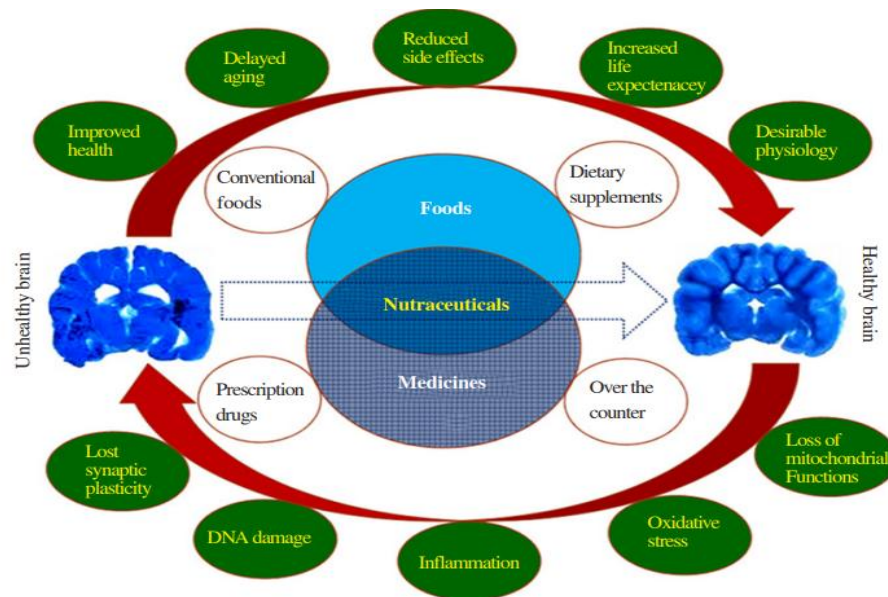 Reduced
side effects
Delayed
aging
Increased
life
expectenacey
Improved
health
Desirable
physiology
Conventional
foods
Dietary
supplements
Foods
Unhealthy brain
Nutraceuticals
Healthy brain
Medicines
Prescription
drugs
Over the
counter
Lost
synaptic
plasticity
Loss of
mitochondrial
Functions
DNA damage
Oxidative
stress
Inflammation